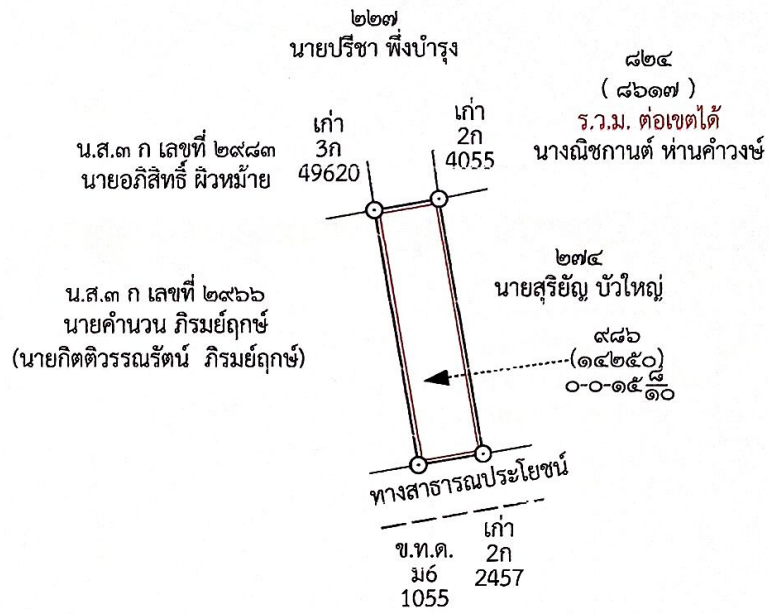 ๒๒๗
นายปรีชา พึ่งบำรุง
๘๒๔
( ๘๖๑๗ )
ร.ว.ม. ต่อเขตได้
นางณิชกานต์ ห่านคำวงษ์
น.ส.๓ ก เลขที่ ๒๙๘๓
นายอภิสิทธิ์ ผิวหม้าย
เก่า
3ก
49620
เก่า
2ก
4055
น.ส.๓ ก เลขที่ ๒๙๖๖
นายคำนวน ภิรมย์ฤกษ์
(นายกิตติวรรณรัตน์ ภิรมย์ฤกษ์)
๒๗๔
นายสุริยัญ บัวใหญ่
๙๘๖
(๑๔๒๕๐)
๐-๐-๑๕ ๘/๑๐
ทางสาธารณประโยชน์
ข.ท.ด.
ม6
1055
เก่า
2ก
2457